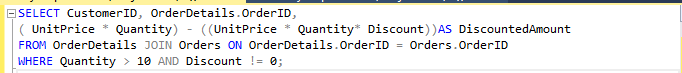 SELECT CustomerID, OrderDetails.OrderID,
( UnitPrice * Quantity) - ((UnitPrice * Quantity* Discount))AS DiscountedAmount
FROM OrderDetails JOIN Orders ON OrderDetails.OrderID = Orders.OrderID
WHERE Quantity > 10 AND Discount != 0;